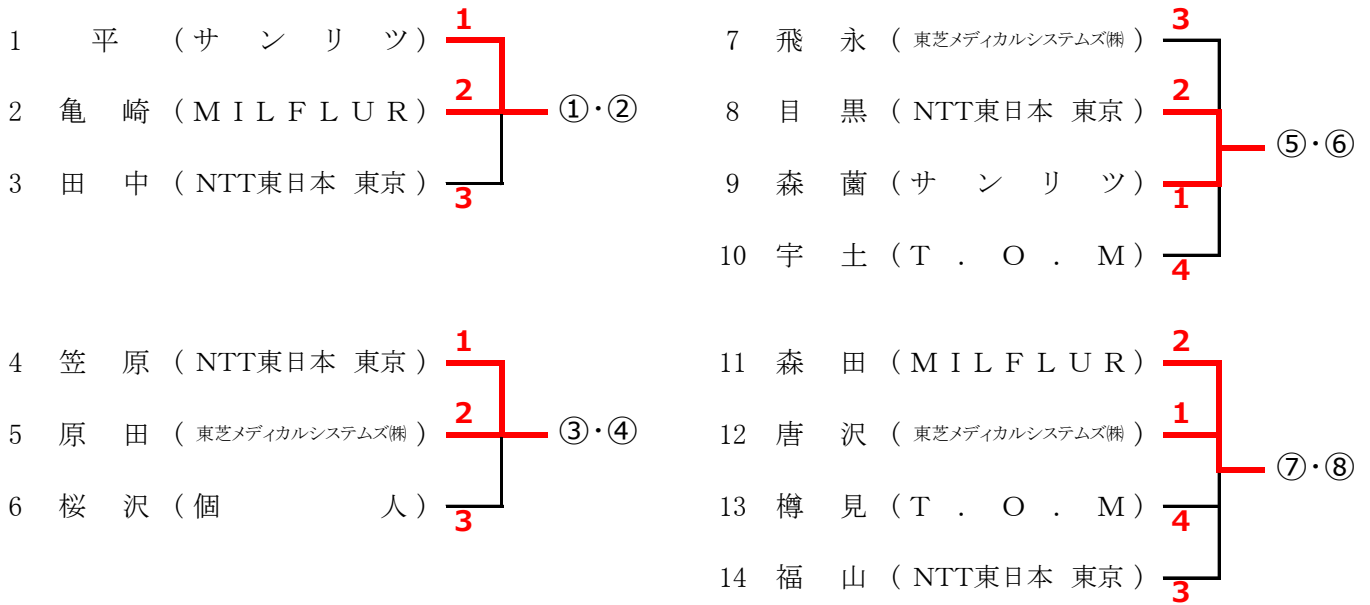 1 平 (サンリツ) 1
2 亀崎 (MILFLUR) 2
①・②
3 田中 (NTT東日本 東京) 3
4 笠原 (NTT東日本 東京) 1
5 原田 (東芝メディカルシステムズ㈱) 2
③・④
6 桜沢 (個人) 3
7 飛永 (東芝メディカルシステムズ㈱) 3
8 目黒 (NTT東日本 東京) 2
⑤・⑥
9 森薗 (サンリツ) 1
10 宇土 (T.O.M) 4
11 森田 (MILFLUR) 2
12 唐沢 (東芝メディカルシステムズ㈱) 1
⑦・⑧
13 樽見 (T.O.M) 4
14 福山 (NTT東日本 東京) 3